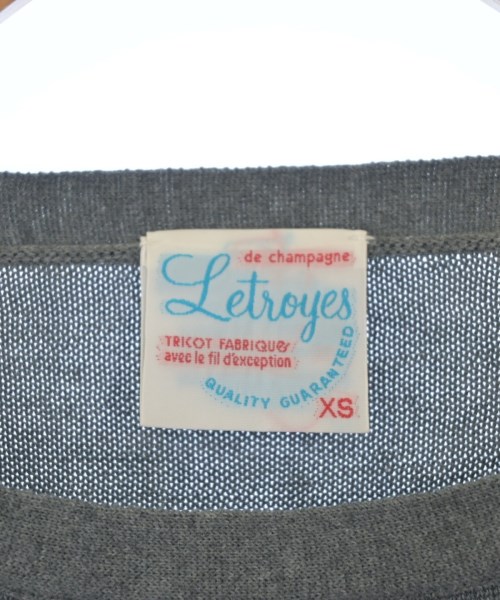 de champagne
Letroyes
TRICOT FABRIQUé
avec le fil d'exception
QUALITY GUARANTEED
XS